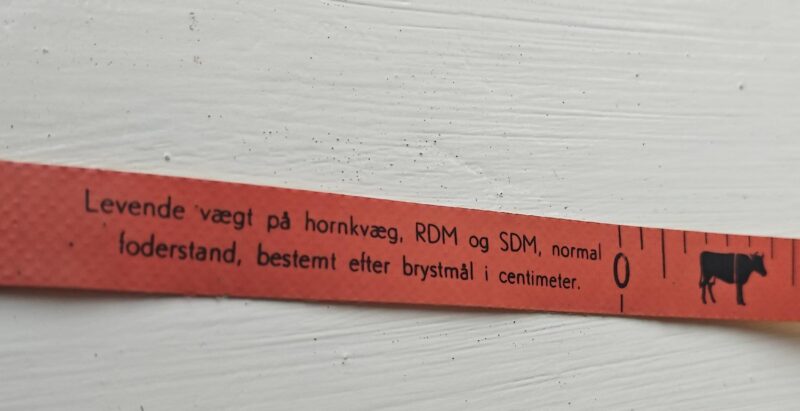 Levende vægt på hornkvæg, RDM og SDM, normal
foderstand, bestemt efter brystmål i centimeter.
0